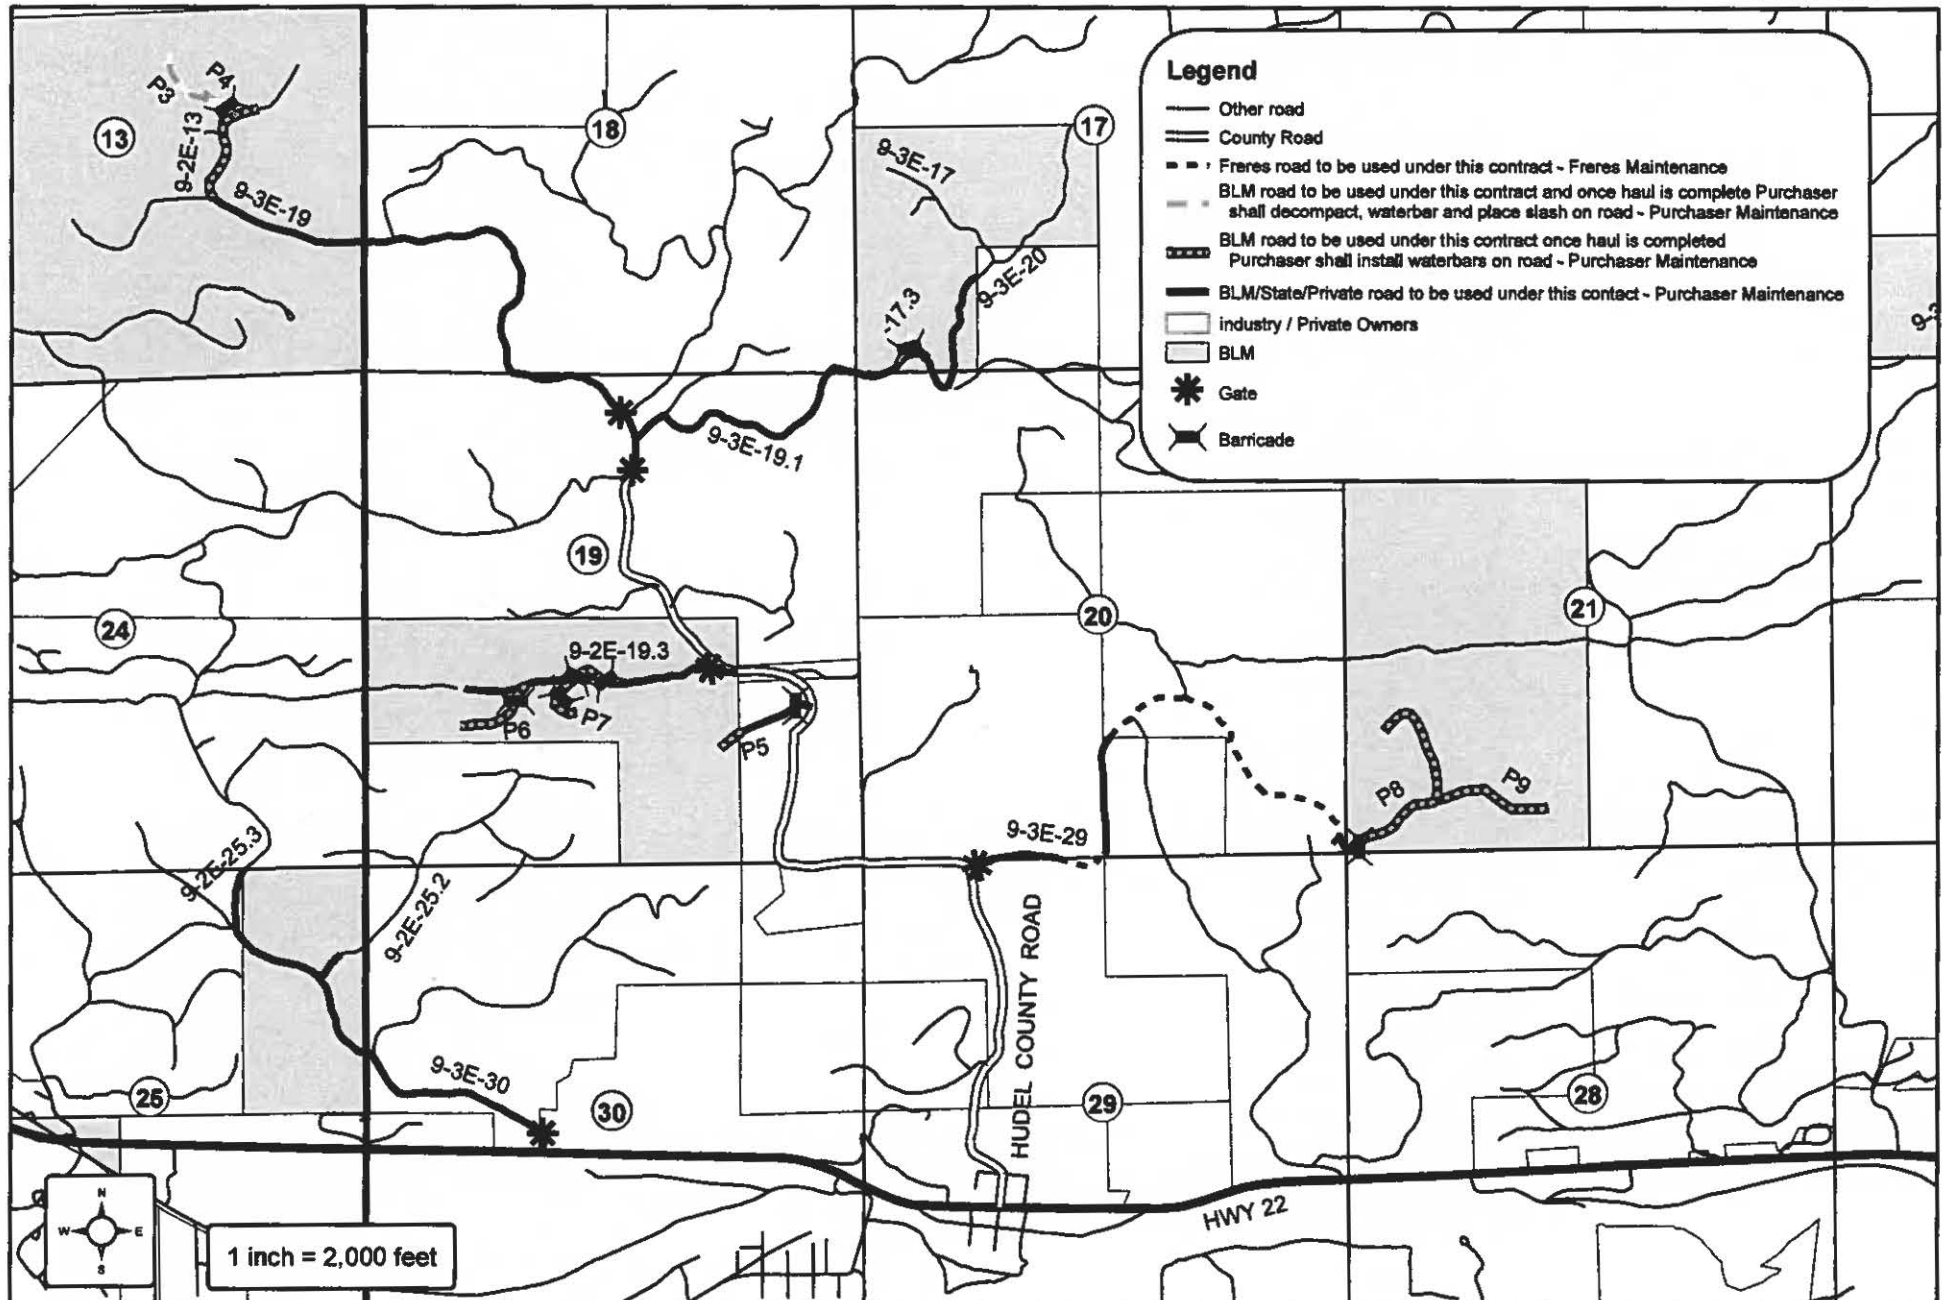 Legend
Other road
County Road
Freres road to be used under this contract - Freres Maintenance
BLM road to be used under this contract and once haul is complete Purchaser
shall decompact, waterbar and place slash on road - Purchaser Maintenance
BLM road to be used under this contract once haul is completed
Purchaser shall install waterbars on road - Purchaser Maintenance
BLM/State/Private road to be used under this contact - Purchaser Maintenance
industry / Private Owners
BLM
Gate
Barricade
P3
P4
13
9-2E-13
9-3E-19
18
17
9-3E-17
9-3E-20
-17.3
9-3E-19.1
19
24
20
21
9-2E-19.3
P6
P7
P5
P8
P9
9-3E-29
9-2E-25.3
9-2E-25.2
HUDEL COUNTY ROAD
9-3E-30
25
30
29
28
HWY 22
N
W
E
S
1 inch = 2,000 feet